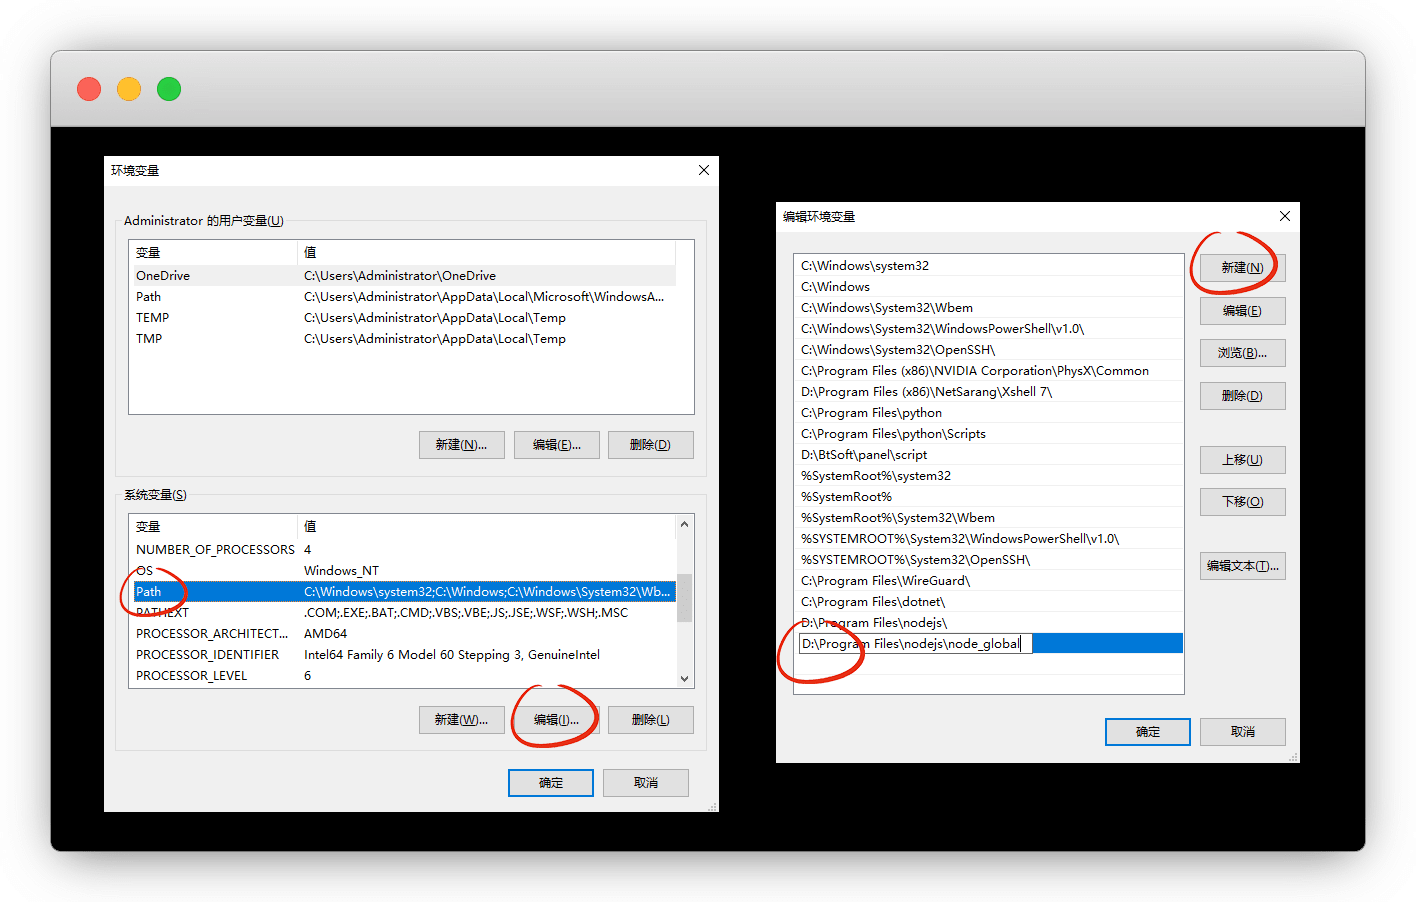 环境变量
Administrator 的用户变量(U)
变量 值
OneDrive C:\Users\Administrator\OneDrive
Path C:\Users\Administrator\AppData\Local\Microsoft\WindowsA...
TEMP C:\Users\Administrator\AppData\Local\Temp
TMP C:\Users\Administrator\AppData\Local\Temp
新建(N)... 编辑(E)... 删除(D)
系统变量(S)
变量 值
NUMBER_OF_PROCESSORS 4
OS Windows_NT
Path C:\Windows\system32;C:\Windows;C:\Windows\System32\Wb...
PATHEXT .COM;.EXE;.BAT;.CMD;.VBS;.VBE;.JS;.JSE;.WSF;.WSH;.MSC
PROCESSOR_ARCHITECT... AMD64
PROCESSOR_IDENTIFIER Intel64 Family 6 Model 60 Stepping 3, GenuineIntel
PROCESSOR_LEVEL 6
新建(W)... 编辑(I)... 删除(L)
确定 取消
编辑环境变量
C:\Windows\system32
C:\Windows
C:\Windows\System32\Wbem
C:\Windows\System32\WindowsPowerShell\v1.0\
C:\Windows\System32\OpenSSH\
C:\Program Files (x86)\NVIDIA Corporation\PhysX\Common
D:\Program Files (x86)\NetSarang\Xshell 7\
C:\Program Files\python
C:\Program Files\python\Scripts
D:\BtSoft\panel\script
%SystemRoot%\system32
%SystemRoot%
%SystemRoot%\System32\Wbem
%SYSTEMROOT%\System32\WindowsPowerShell\v1.0\
%SYSTEMROOT%\System32\OpenSSH\
C:\Program Files\WireGuard\
C:\Program Files\dotnet\
D:\Program Files\nodejs\
D:\Program Files\nodejs\node_global
新建(N)
编辑(E)
浏览(B)...
删除(D)
上移(U)
下移(O)
编辑文本(T)...
确定 取消